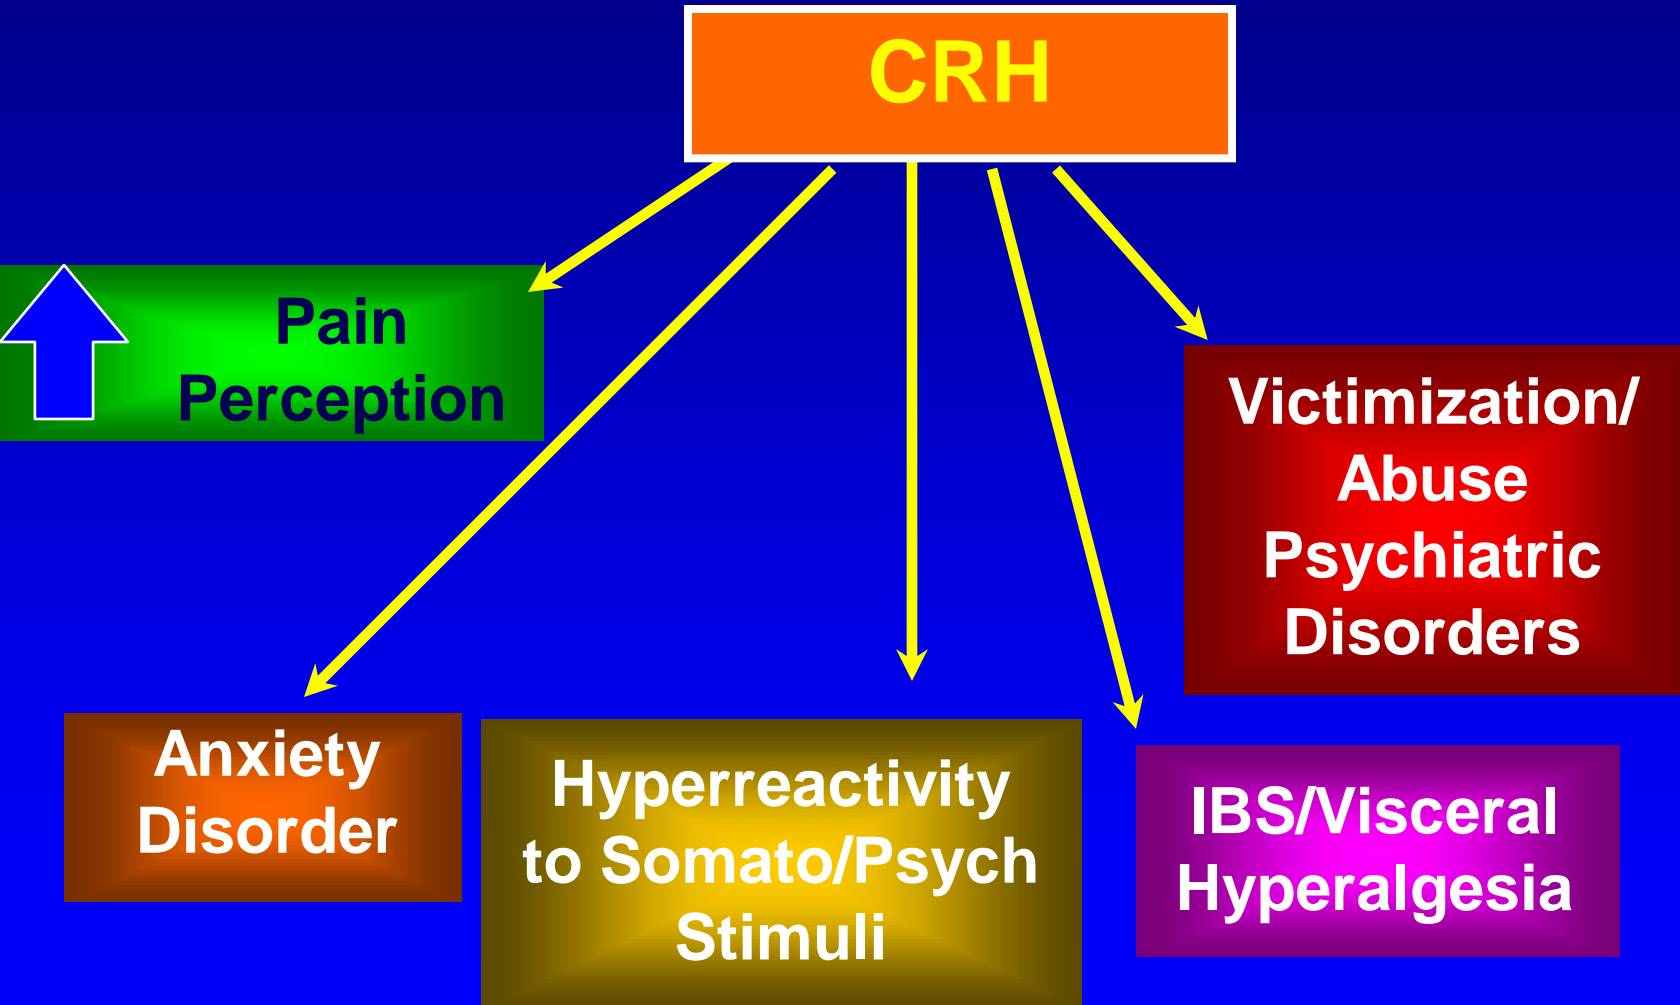 CRH
Pain
Perception
Victimization/
Abuse
Psychiatric
Disorders
Anxiety
Disorder
Hyperreactivity
to Somato/Psych
Stimuli
IBS/Visceral
Hyperalgesia